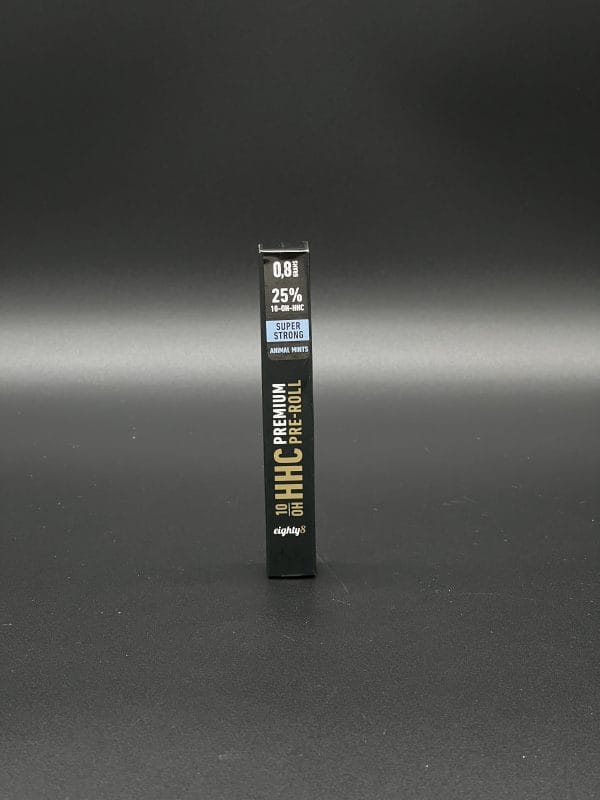 0,8 GRAMS
25%
10-OH-HHC
SUPER
STRONG
ANIMAL MINTS
10
OH
HHC
PREMIUM
PRE-ROLL
eighty8